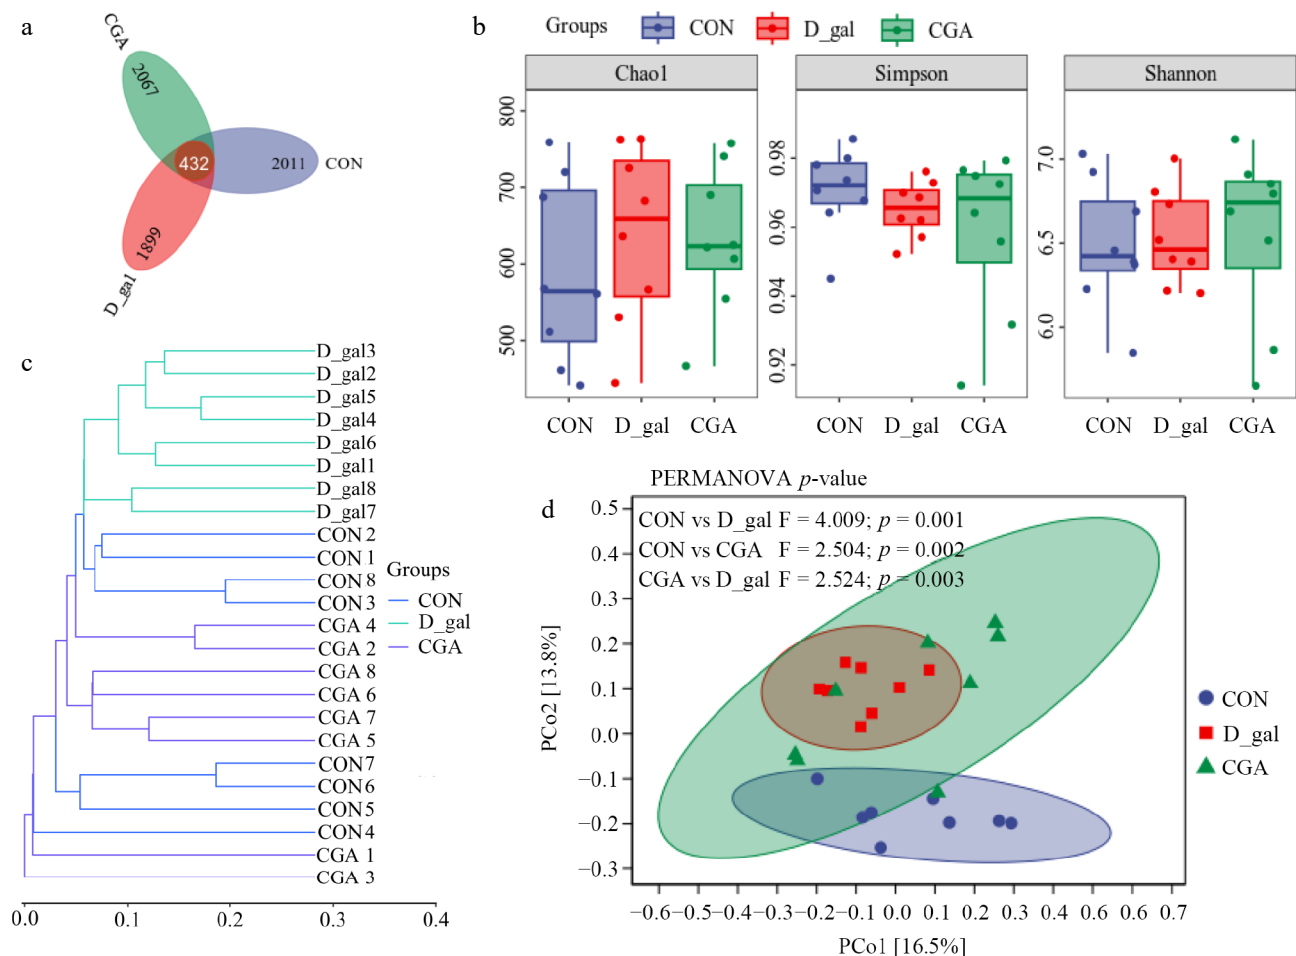 a
CGA
2067
432
2011
CON
1899
D_gal
b
Groups
CON
D_gal
CGA
Chao1
Simpson
Shannon
800
700
600
500
0.98
0.96
0.94
0.92
7.0
6.5
6.0
CON D_gal CGA
CON D_gal CGA
CON D_gal CGA
c
D_gal3
D_gal2
D_gal5
D_gal4
D_gal6
D_gal1
D_gal8
D_gal7
CON 2
CON 1
CON 8
CON 3
CGA 4
CGA 2
CGA 8
CGA 6
CGA 7
CGA 5
CON 7
CON 6
CON 5
CON 4
CGA 1
CGA 3
Groups
CON
D_gal
CGA
0.0 0.1 0.2 0.3 0.4
d
PERMANOVA p-value
CON vs D_gal F = 4.009; p = 0.001
CON vs CGA F = 2.504; p = 0.002
CGA vs D_gal F = 2.524; p = 0.003
PCo2 [13.8%]
0.5
0.4
0.3
0.2
0.1
0.0
−0.1
−0.2
−0.3
−0.6 −0.5 −0.4 −0.3 −0.2 −0.1 0.0 0.1 0.2 0.3 0.4 0.5 0.6 0.7
PCo1 [16.5%]
CON
D_gal
CGA